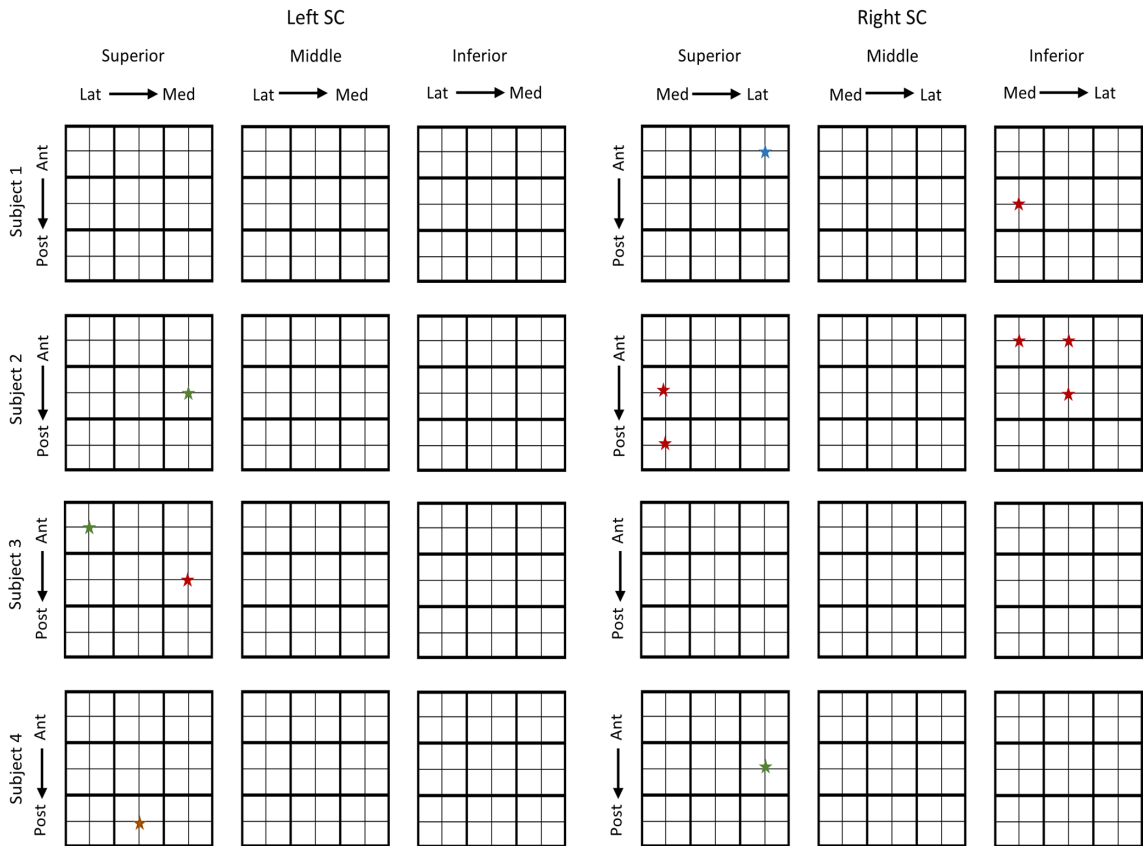 Left SC
Right SC
Superior
Middle
Inferior
Superior
Middle
Inferior
Lat Med
Lat Med
Lat Med
Med Lat
Med Lat
Med Lat
Subject 1
Ant
Post
Ant
Post
Subject 2
Ant
Post
Ant
Post
Subject 3
Ant
Post
Ant
Post
Subject 4
Ant
Post
Ant
Post